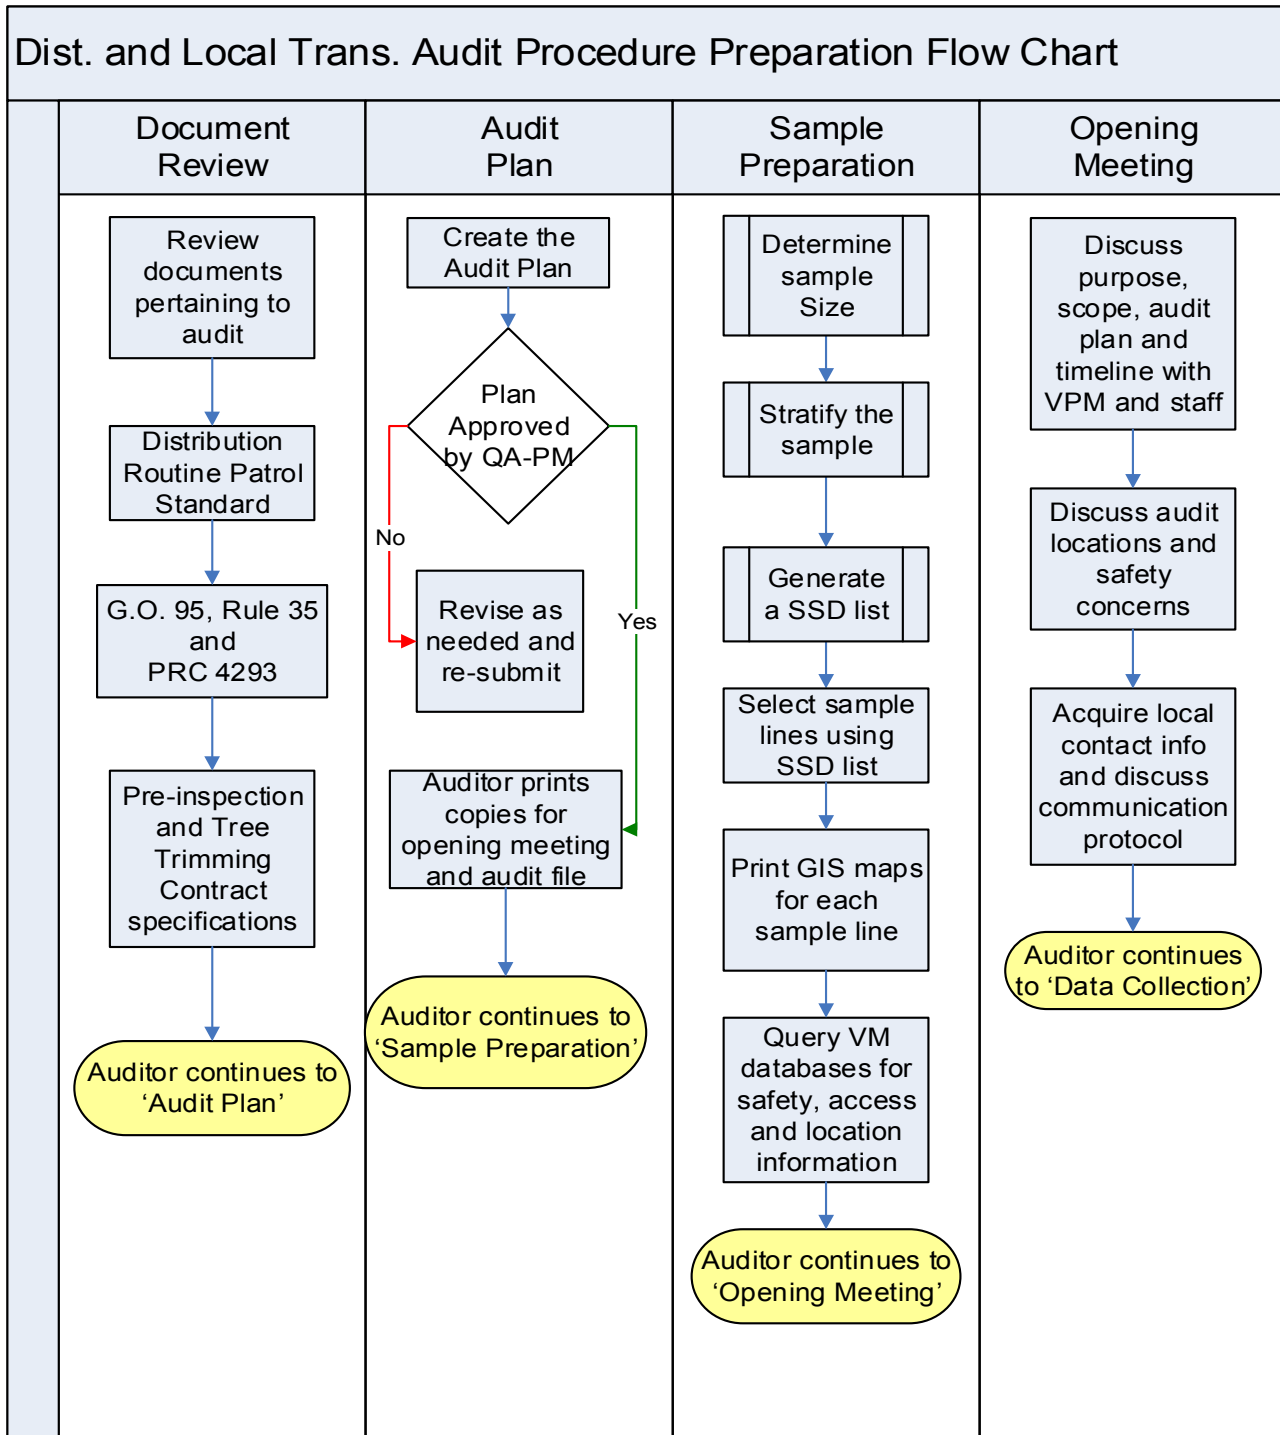 Dist. and Local Trans. Audit Procedure Preparation Flow Chart
Document
Review
Review
documents
pertaining to
audit
Distribution
Routine Patrol
Standard
G.O. 95, Rule 35
and
PRC 4293
Pre-inspection
and Tree
Trimming
Contract
specifications
Auditor continues to
‘Audit Plan’
Audit
Plan
Create the
Audit Plan
Plan
Approved
by QA-PM
No
Yes
Revise as
needed and
re-submit
Auditor prints
copies for
opening meeting
and audit file
Auditor continues to
‘Sample Preparation’
Sample
Preparation
Determine
sample
Size
Stratify the
sample
Generate
a SSD list
Select sample
lines using
SSD list
Print GIS maps
for each
sample line
Query VM
databases for
safety, access
and location
information
Auditor continues to
‘Opening Meeting’
Opening
Meeting
Discuss
purpose,
scope, audit
plan and
timeline with
VPM and staff
Discuss audit
locations and
safety
concerns
Acquire local
contact info
and discuss
communication
protocol
Auditor continues
to ‘Data Collection’